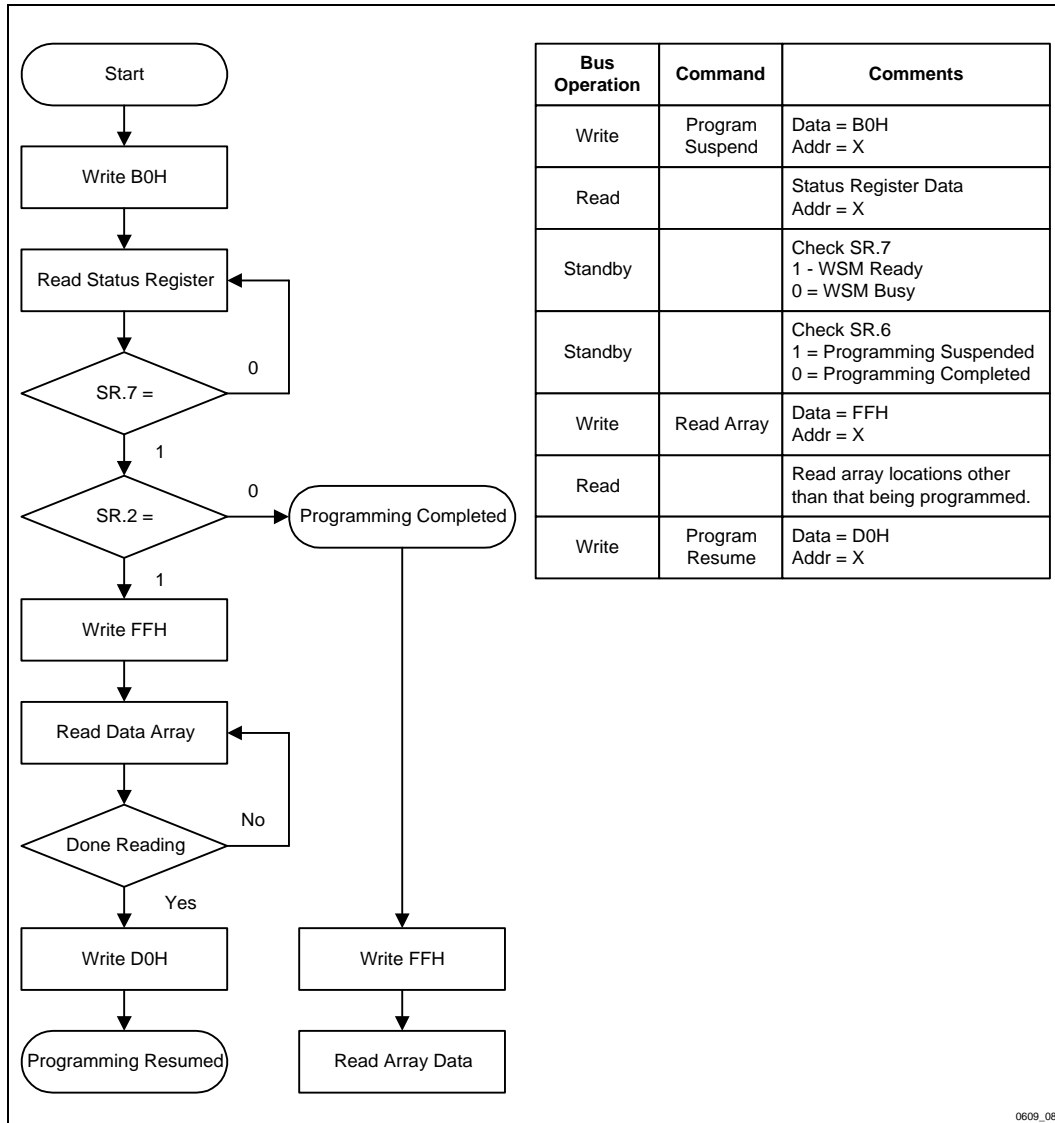 Start
Write B0H
Read Status Register
0
SR.7 =
1
0
SR.2 =
Programming Completed
1
Write FFH
Read Data Array
No
Done Reading
Yes
Write D0H
Write FFH
Programming Resumed
Read Array Data
Bus
Operation
Command
Comments
Write
Program
Suspend
Data = B0H
Addr = X
Read
Status Register Data
Addr = X
Standby
Check SR.7
1 - WSM Ready
0 = WSM Busy
Standby
Check SR.6
1 = Programming Suspended
0 = Programming Completed
Write
Read Array
Data = FFH
Addr = X
Read
Read array locations other
than that being programmed.
Write
Program
Resume
Data = D0H
Addr = X
0609_08